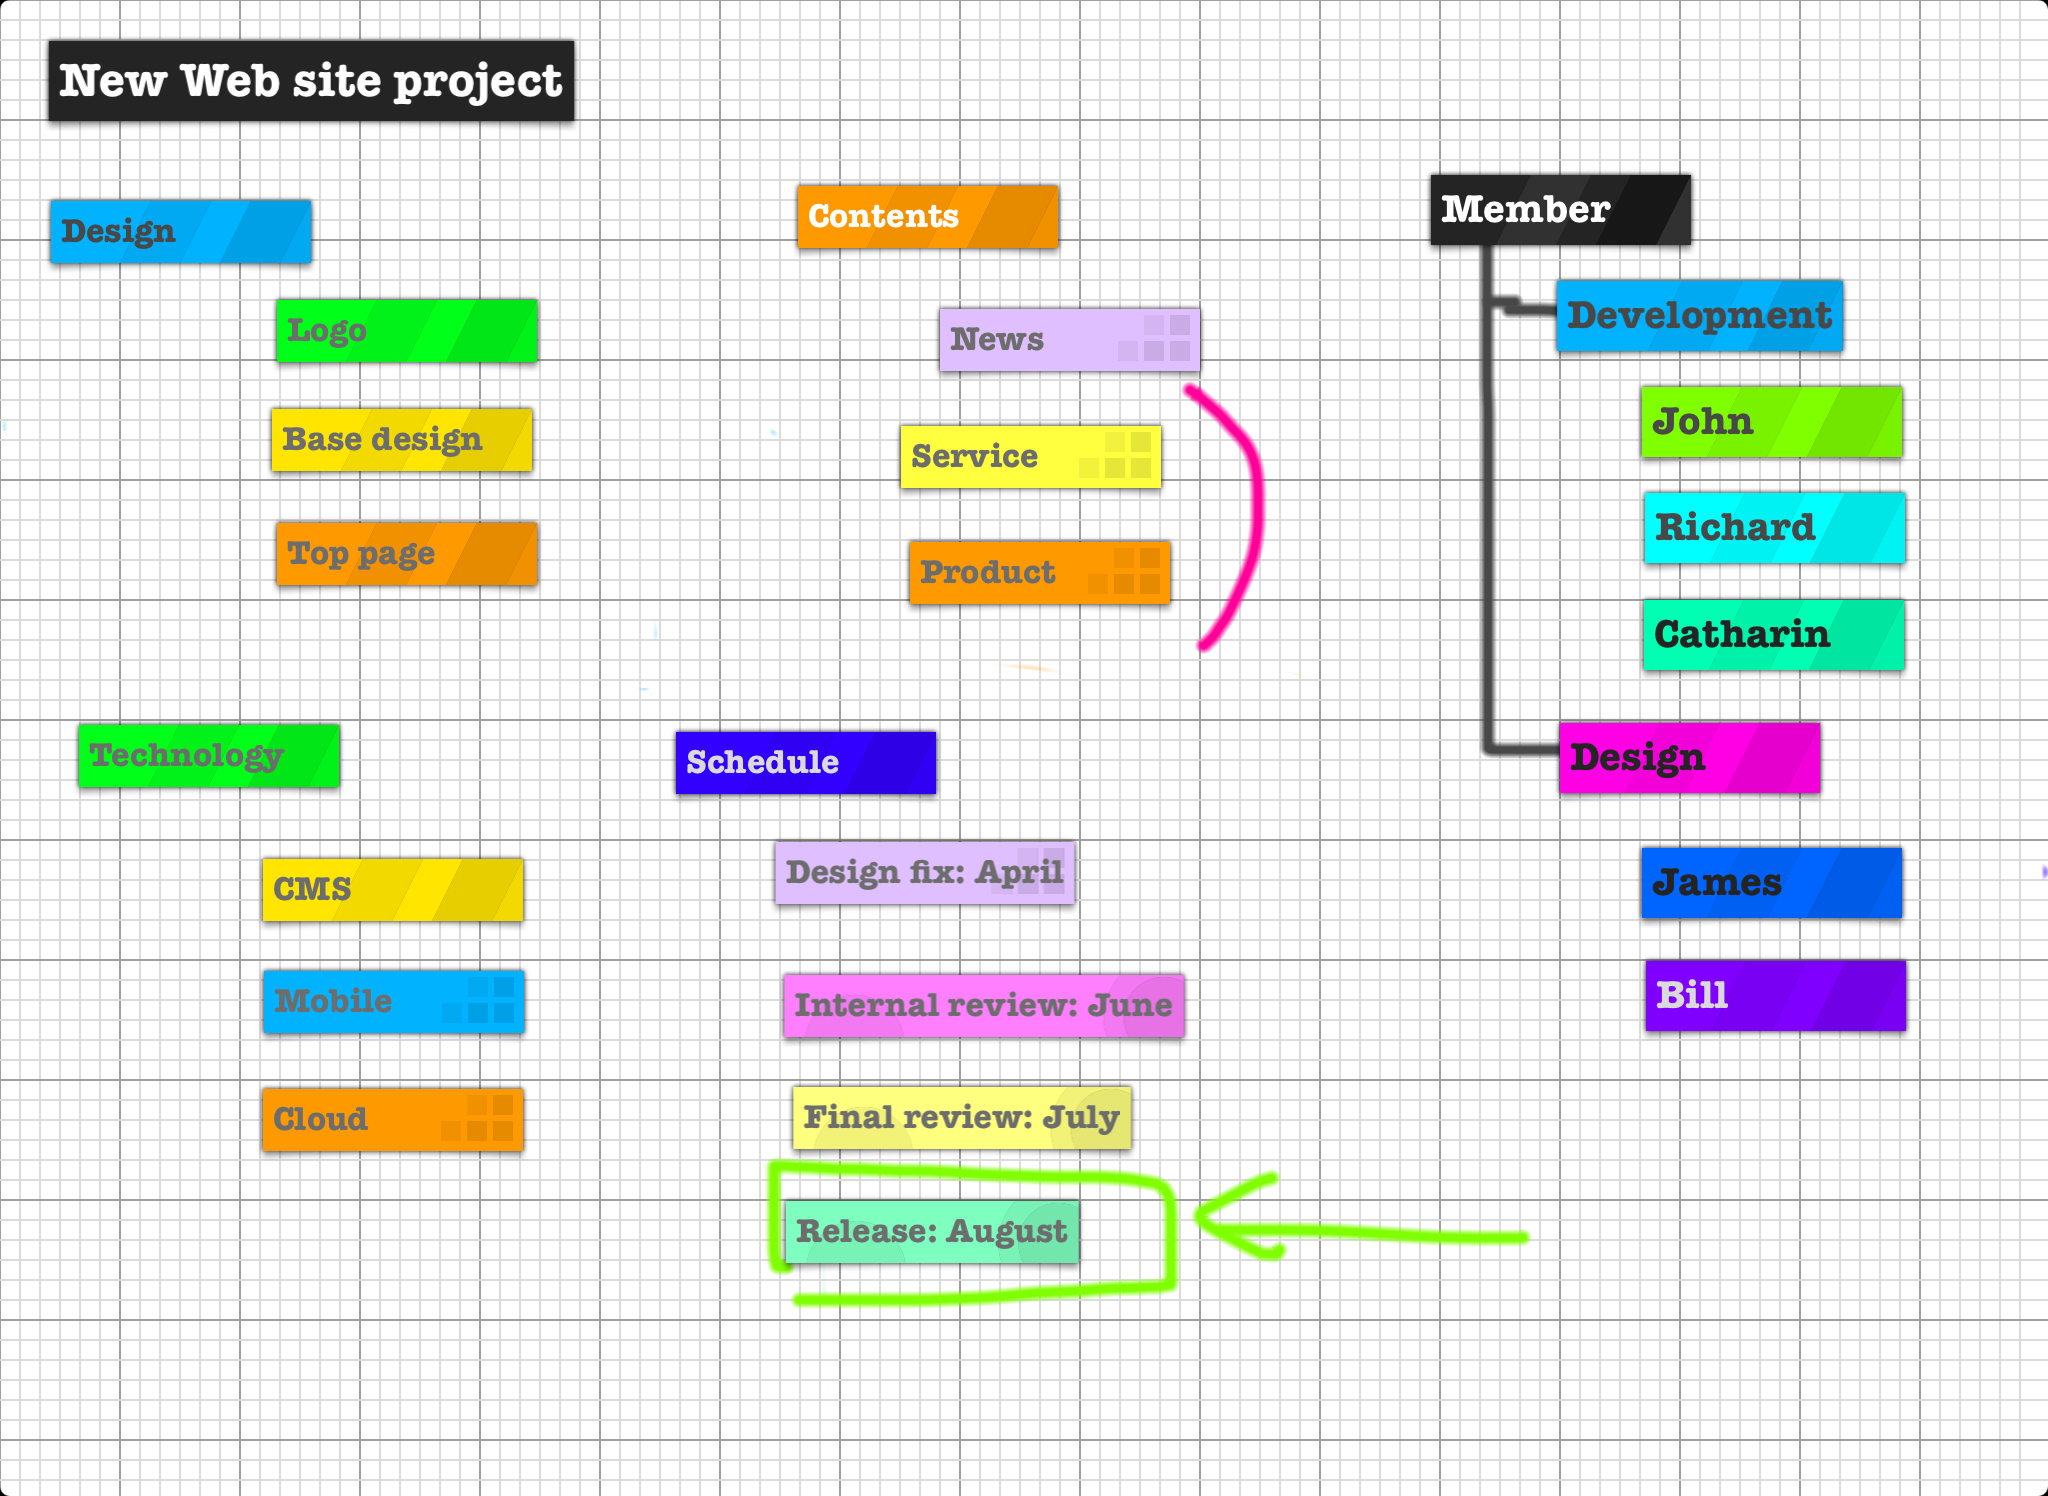 New Web site project
Design
Logo
Base design
Top page
Technology
CMS
Mobile
Cloud
Contents
News
Service
Product
Schedule
Design fix: April
Internal review: June
Final review: July
Release: August
Member
Development
John
Richard
Catharin
Design
James
Bill